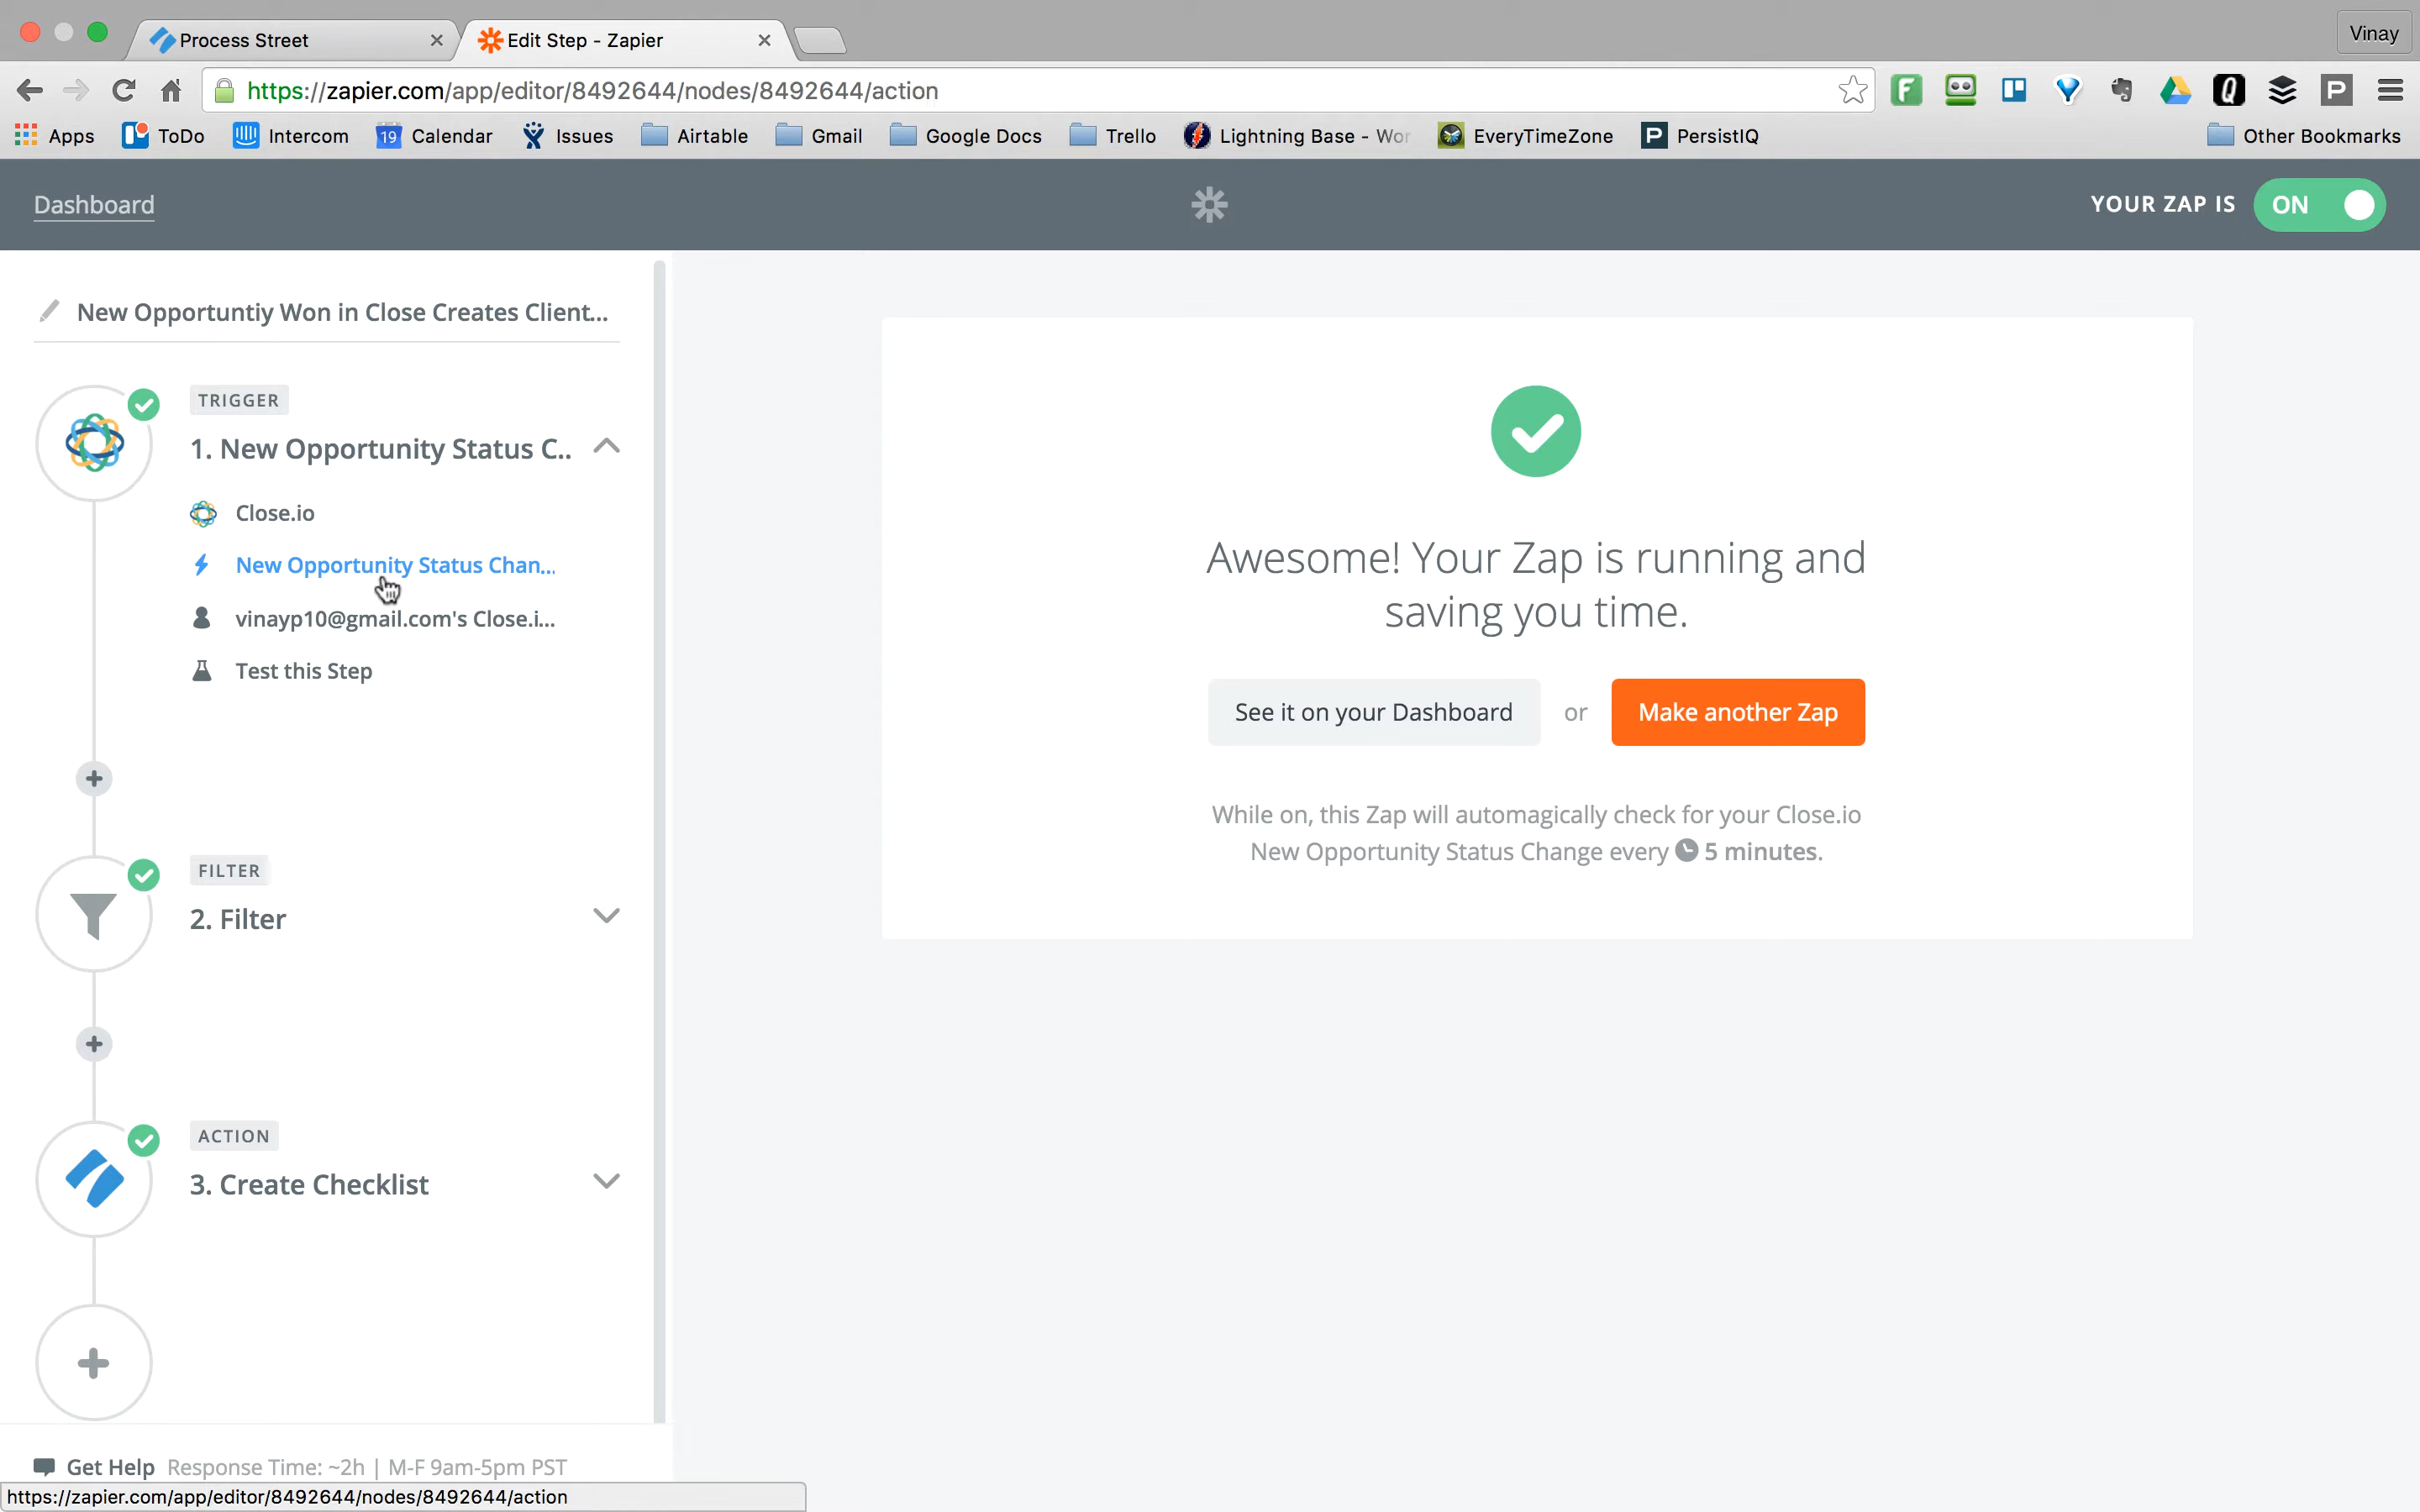 Process Street
Edit Step - Zapier
Vinay
https://zapier.com/app/editor/8492644/nodes/8492644/action
Apps ToDo Intercom 19 Calendar Issues Airtable Gmail Google Docs Trello Lightning Base - Wor EveryTimeZone P PersistIQ Other Bookmarks
Dashboard
YOUR ZAP IS ON
New Opportuntiy Won in Close Creates Client...
TRIGGER
1. New Opportunity Status C..
Close.io
New Opportunity Status Chan...
vinayp10@gmail.com's Close.i...
Test this Step
FILTER
2. Filter
ACTION
3. Create Checklist
Awesome! Your Zap is running and
saving you time.
See it on your Dashboard or Make another Zap
While on, this Zap will automagically check for your Close.io
New Opportunity Status Change every 5 minutes.
Get Help Response Time: ~2h | M-F 9am-5pm PST
https://zapier.com/app/editor/8492644/nodes/8492644/action